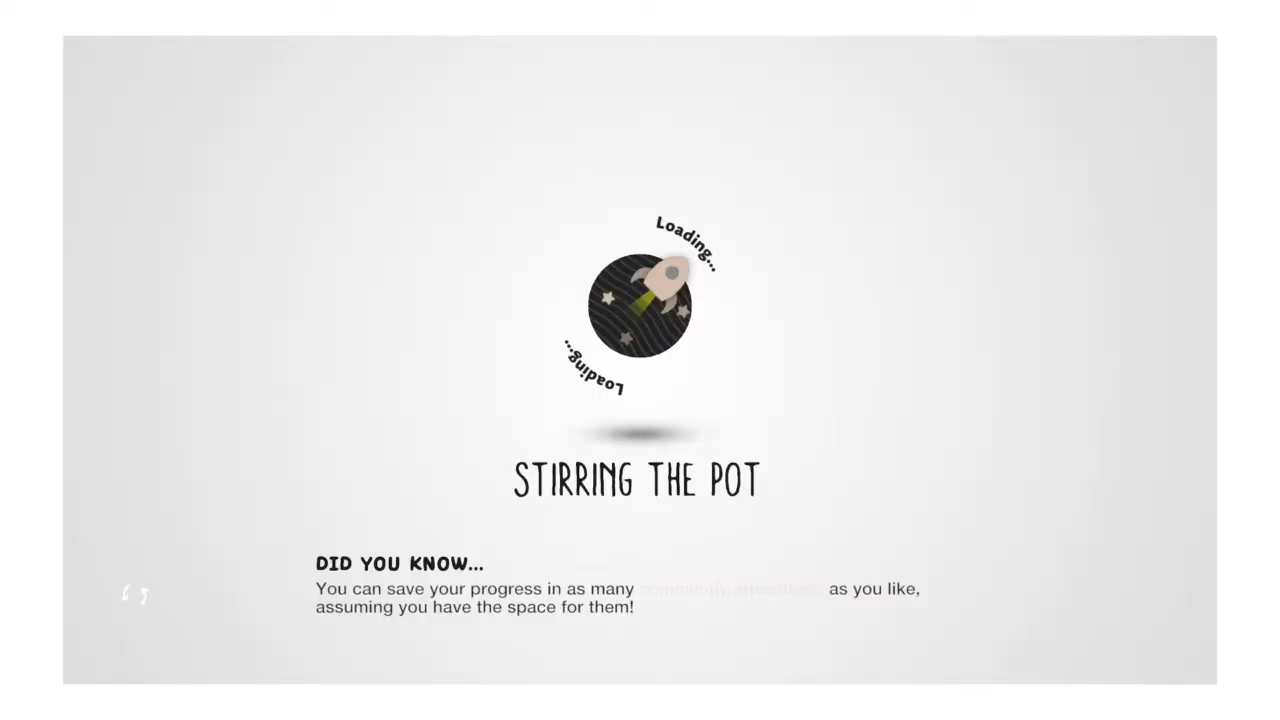 Loading...
Loading...
STIRRING THE POT
DID YOU KNOW...
You can save your progress in as many as you like,
assuming you have the space for them!